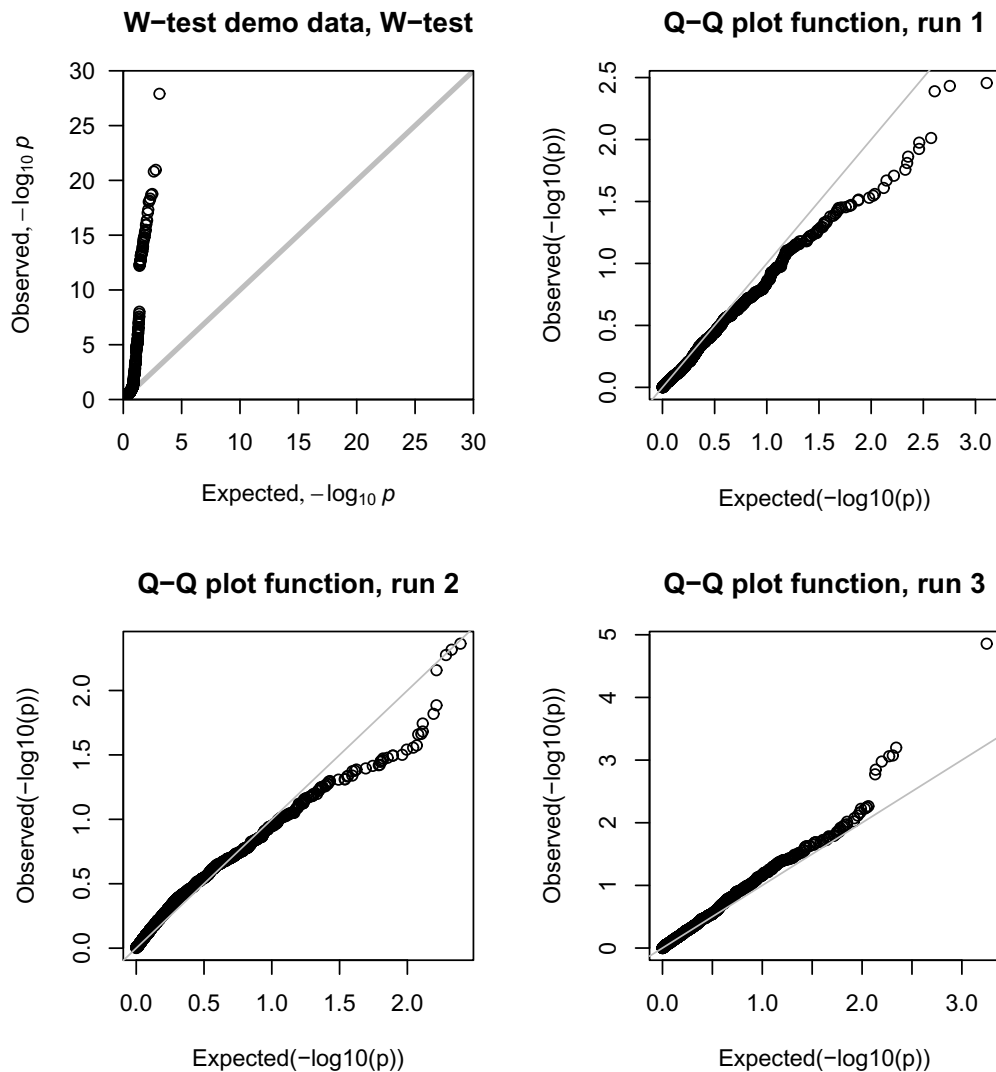 W−test demo data, W−test
30
25
20
15
10
5
0
Observed, −log₁₀ p
0 5 10 15 20 25 30
Expected, −log₁₀ p
Q−Q plot function, run 1
2.5
2.0
1.5
1.0
0.5
0.0
Observed(−log10(p))
0.0 0.5 1.0 1.5 2.0 2.5 3.0
Expected(−log10(p))
Q−Q plot function, run 2
2.0
1.5
1.0
0.5
0.0
Observed(−log10(p))
0.0 0.5 1.0 1.5 2.0
Expected(−log10(p))
Q−Q plot function, run 3
5
4
3
2
1
0
Observed(−log10(p))
0.0 1.0 2.0 3.0
Expected(−log10(p))